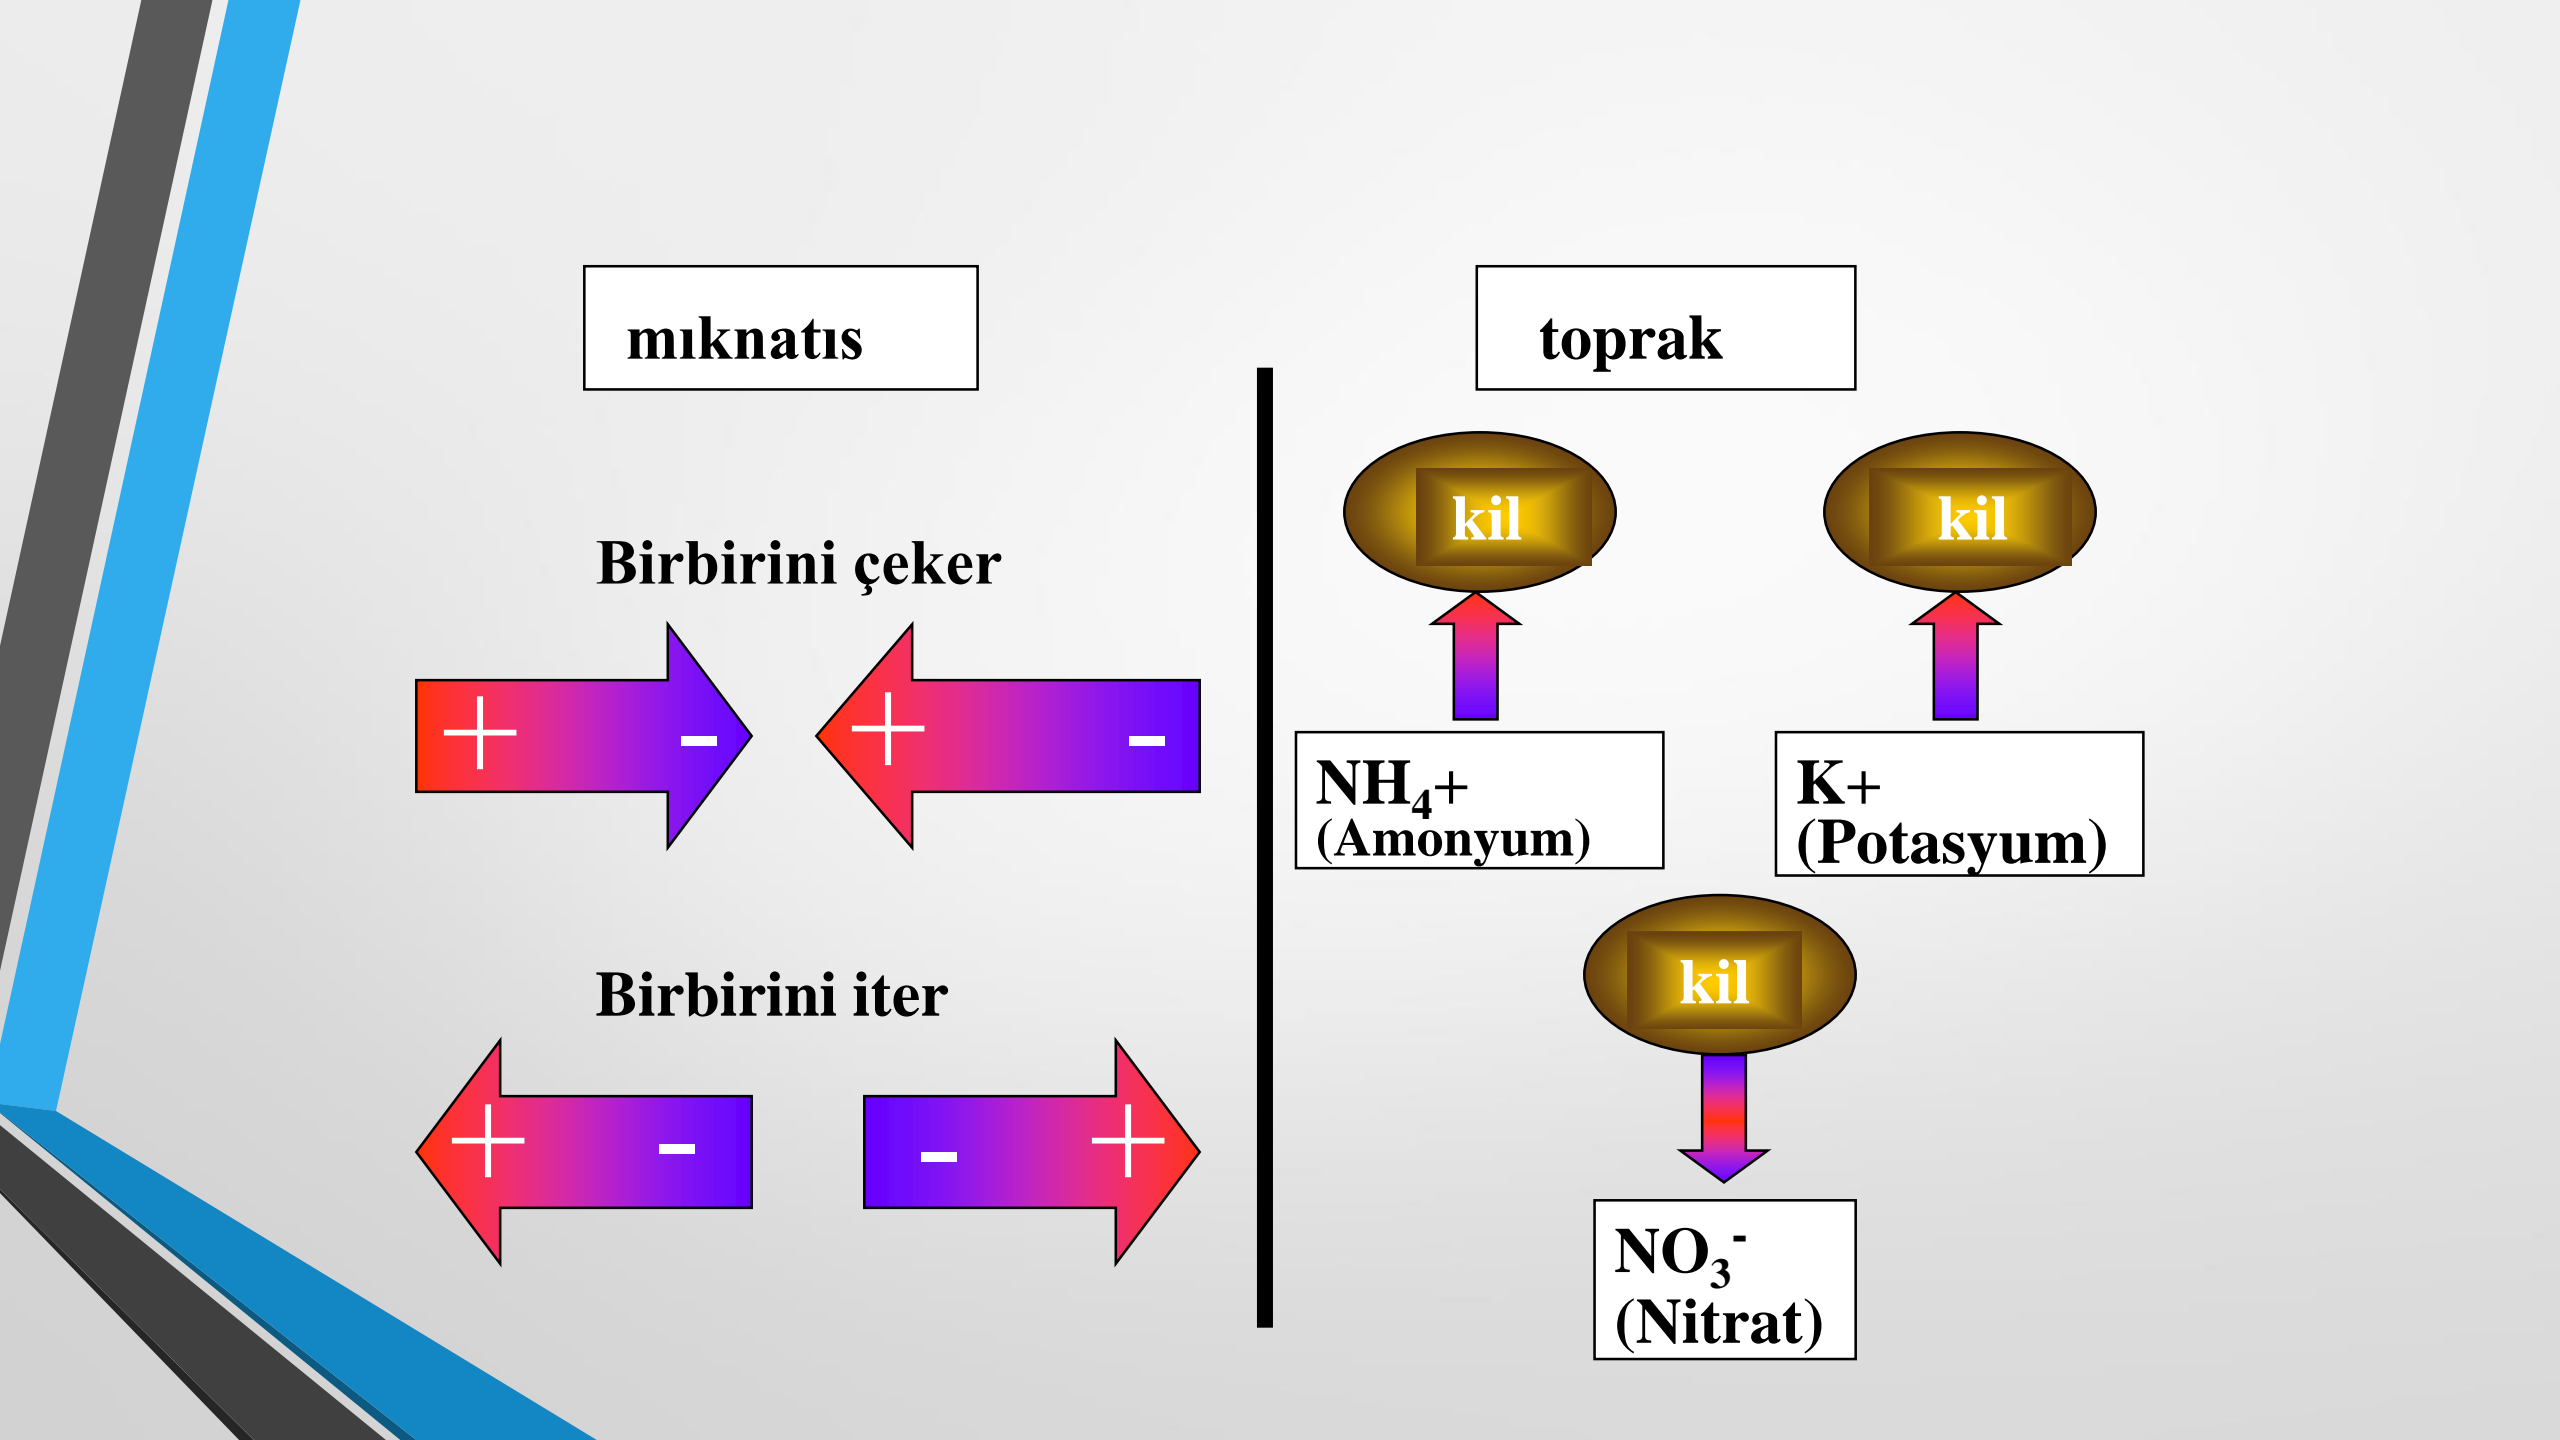 mıknatıs
Birbirini çeker
+ -
+ -
Birbirini iter
+ -
- +
toprak
kil
kil
NH₄+
(Amonyum)
K+
(Potasyum)
kil
NO₃⁻
(Nitrat)